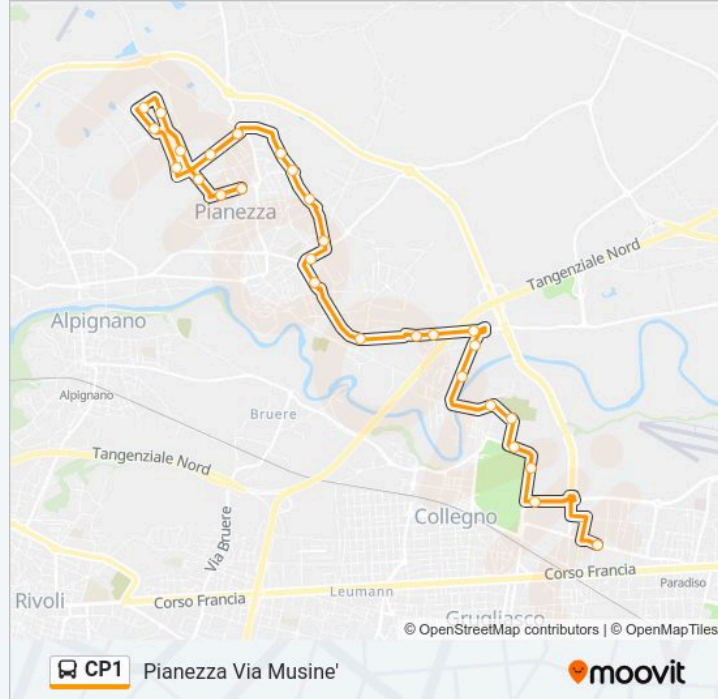 Pianezza
Tangenziale Nord
Alpignano
Alpignano
Bruere
Tangenziale Nord
Via Bruere
Collegno
Corso Francia
Paradiso
Leumann
Rivoli
Corso Francia
Grugliasco
© OpenStreetMap contributors | © OpenMapTiles
CP1 Pianezza Via Musine'
moovit